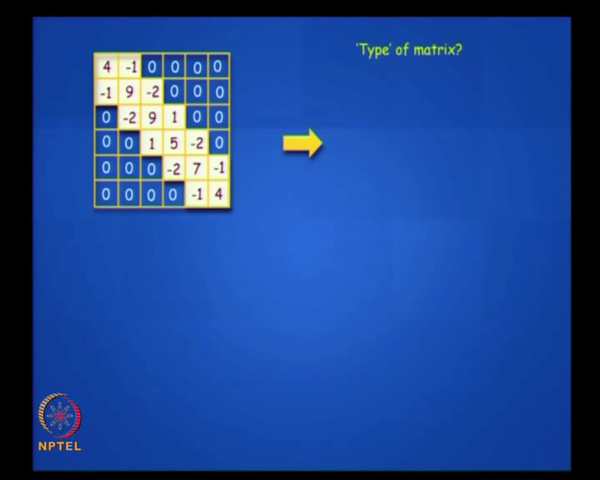 'Type' of matrix?
4 -1 0 0 0 0
-1 9 -2 0 0 0
0 -2 9 1 0 0
0 0 1 5 -2 0
0 0 0 -2 7 -1
0 0 0 0 -1 4
NPTEL